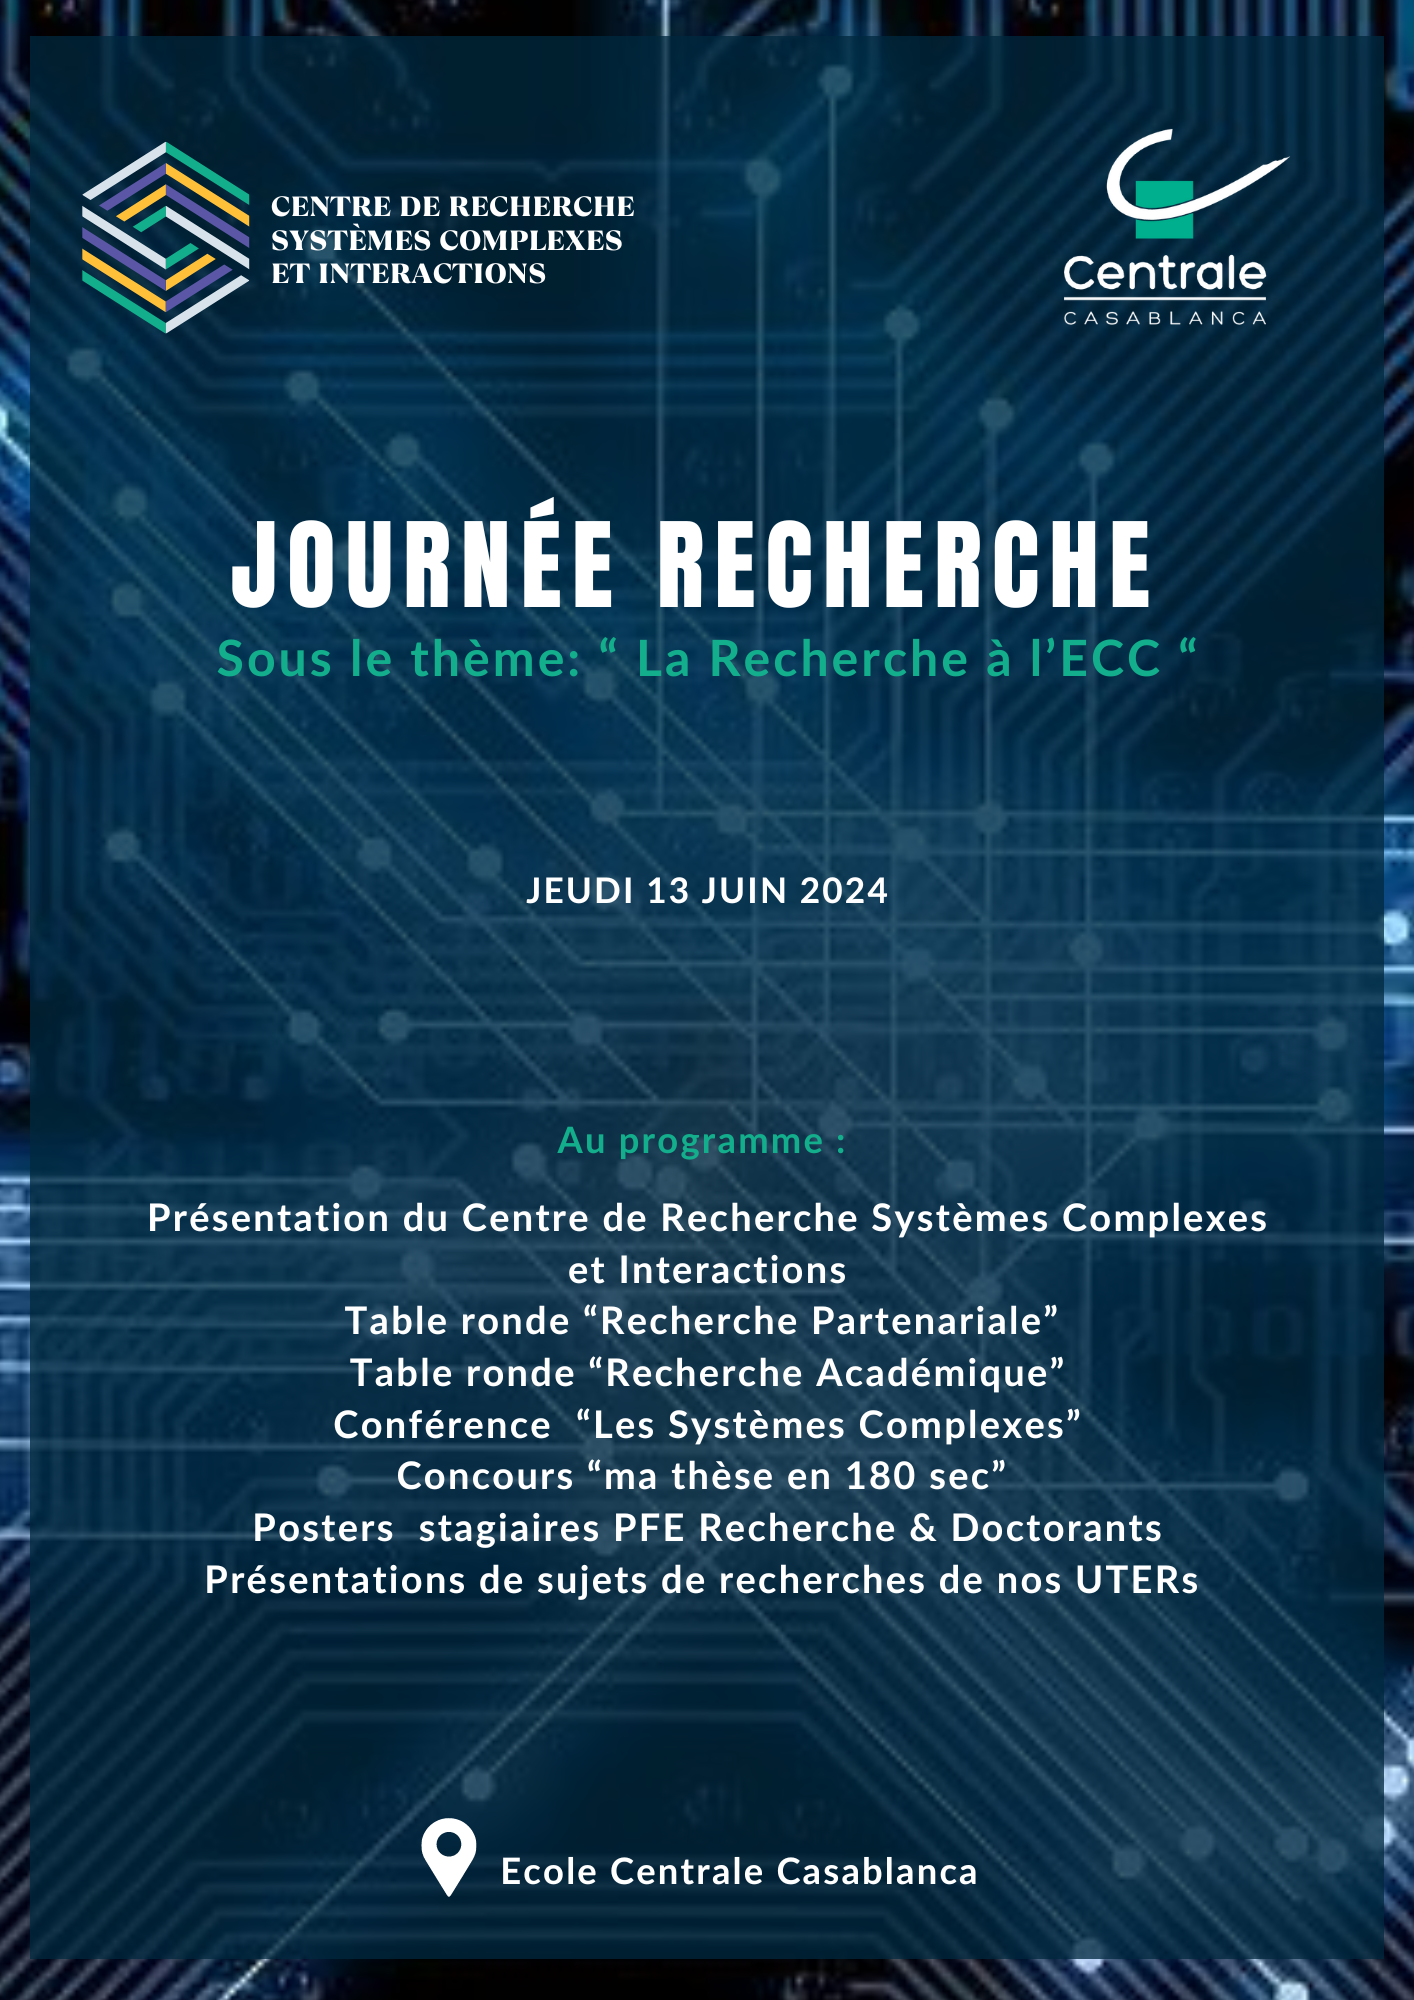 CENTRE DE RECHERCHE
SYSTÈMES COMPLEXES
ET INTERACTIONS
Centrale
CASABLANCA
JOURNÉE RECHERCHE
Sous le thème: “ La Recherche à l’ECC “
JEUDI 13 JUIN 2024
Au programme :
Présentation du Centre de Recherche Systèmes Complexes
et Interactions
Table ronde “Recherche Partenariale”
Table ronde “Recherche Académique”
Conférence  “Les Systèmes Complexes”
Concours “ma thèse en 180 sec”
Posters  stagiaires PFE Recherche & Doctorants
Présentations de sujets de recherches de nos UTERs
Ecole Centrale Casablanca